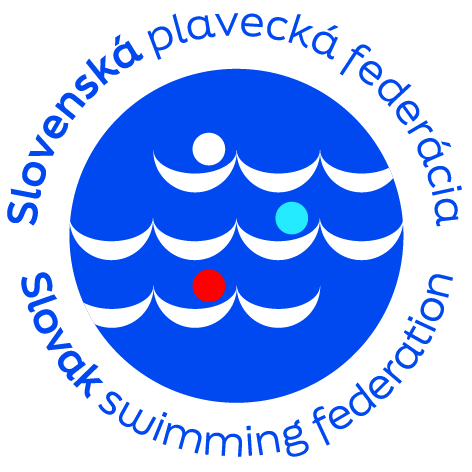 Slovenská plavecká federácia
Slovak swimming federation